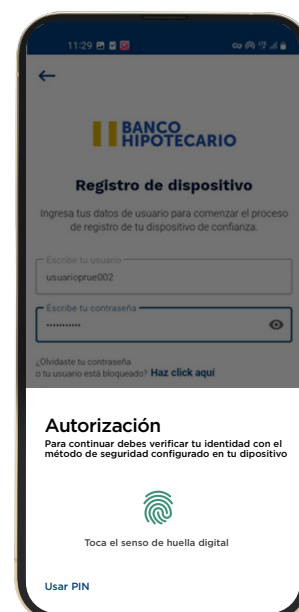 11:29
BANCO
HIPOTECARIO
Registro de dispositivo
Ingresa tus datos de usuario para comenzar el proceso
de registro de tu dispositivo de confianza.
Escribe tu usuario
usuarioprue002
Escribe tu contraseña
•••••••••••
¿Olvidaste tu contraseña
o tu usuario está bloqueado? Haz click aquí
Autorización
Para continuar debes verificar tu identidad con el
método de seguridad configurado en tu dipositivo
Toca el senso de huella digital
Usar PIN